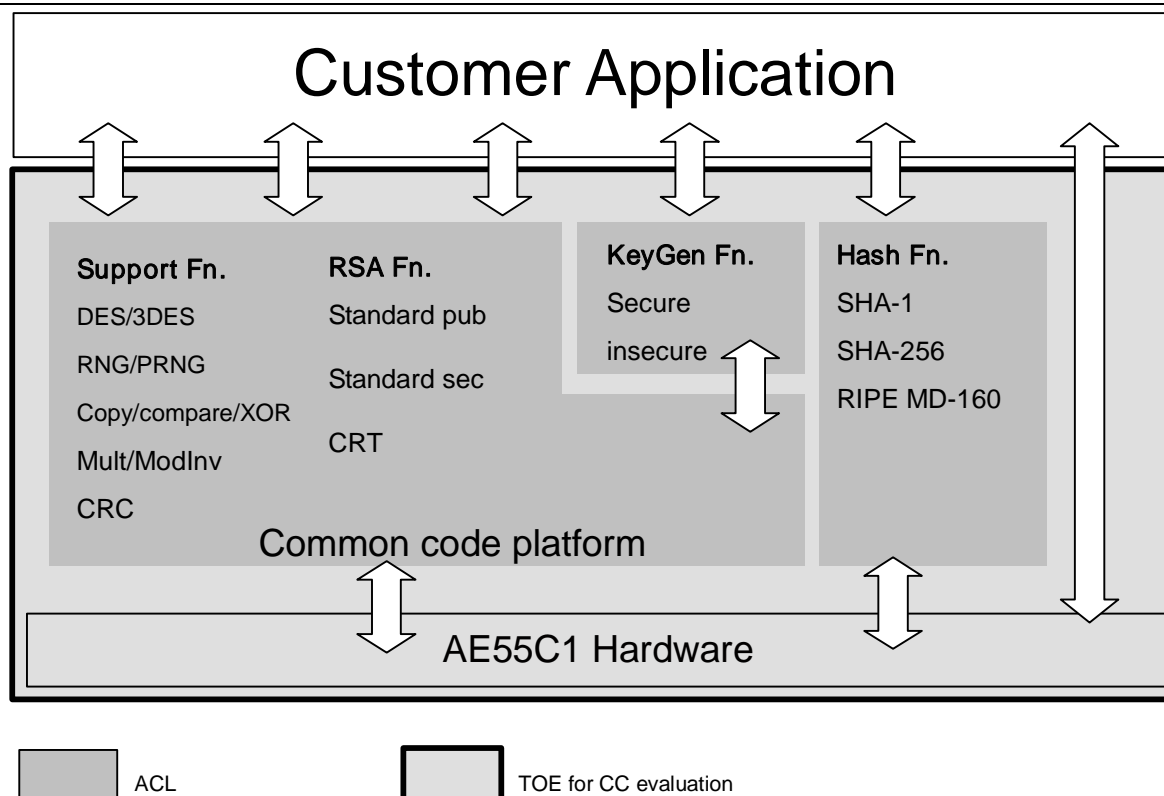 Customer Application
Support Fn.
DES/3DES
RNG/PRNG
Copy/compare/XOR
Mult/ModInv
CRC
RSA Fn.
Standard pub
Standard sec
CRT
Common code platform
KeyGen Fn.
Secure
insecure
Hash Fn.
SHA-1
SHA-256
RIPE MD-160
AE55C1 Hardware
ACL
TOE for CC evaluation